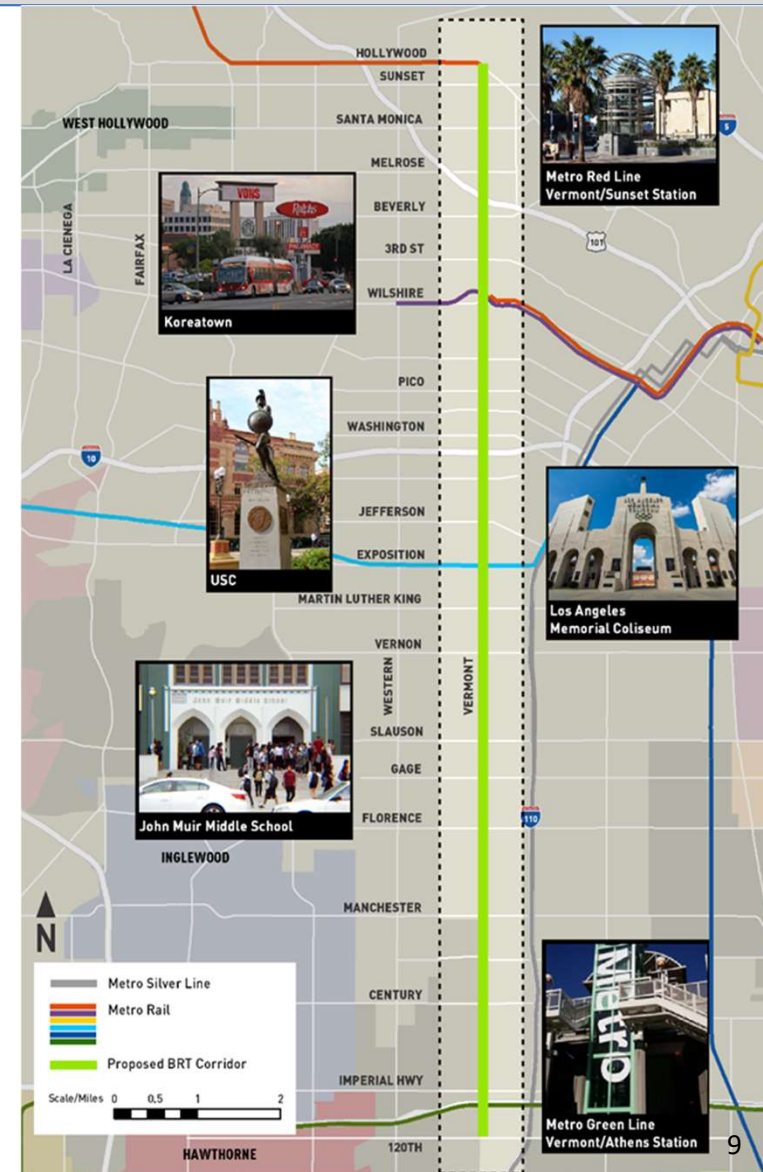 HOLLYWOOD
SUNSET
WEST HOLLYWOOD
SANTA MONICA
5
MELROSE
Metro Red Line
Vermont/Sunset Station
VONS
Ralphs
BEVERLY
LA CIENEGA
FAIRFAX
3RD ST
101
WILSHIRE
Koreatown
PICO
WASHINGTON
10
JEFFERSON
EXPOSITION
USC
MARTIN LUTHER KING
Los Angeles
Memorial Coliseum
VERNON
WESTERN
VERMONT
John Muir Middle School
SLAUSON
GAGE
FLORENCE
110
John Muir Middle School
INGLEWOOD
MANCHESTER
N
Metro
Metro Silver Line
Metro Rail
CENTURY
Proposed BRT Corridor
IMPERIAL HWY
Scale/Miles 0 0.5 1 2
Metro Green Line
Vermont/Athens Station
120TH
HAWTHORNE
9